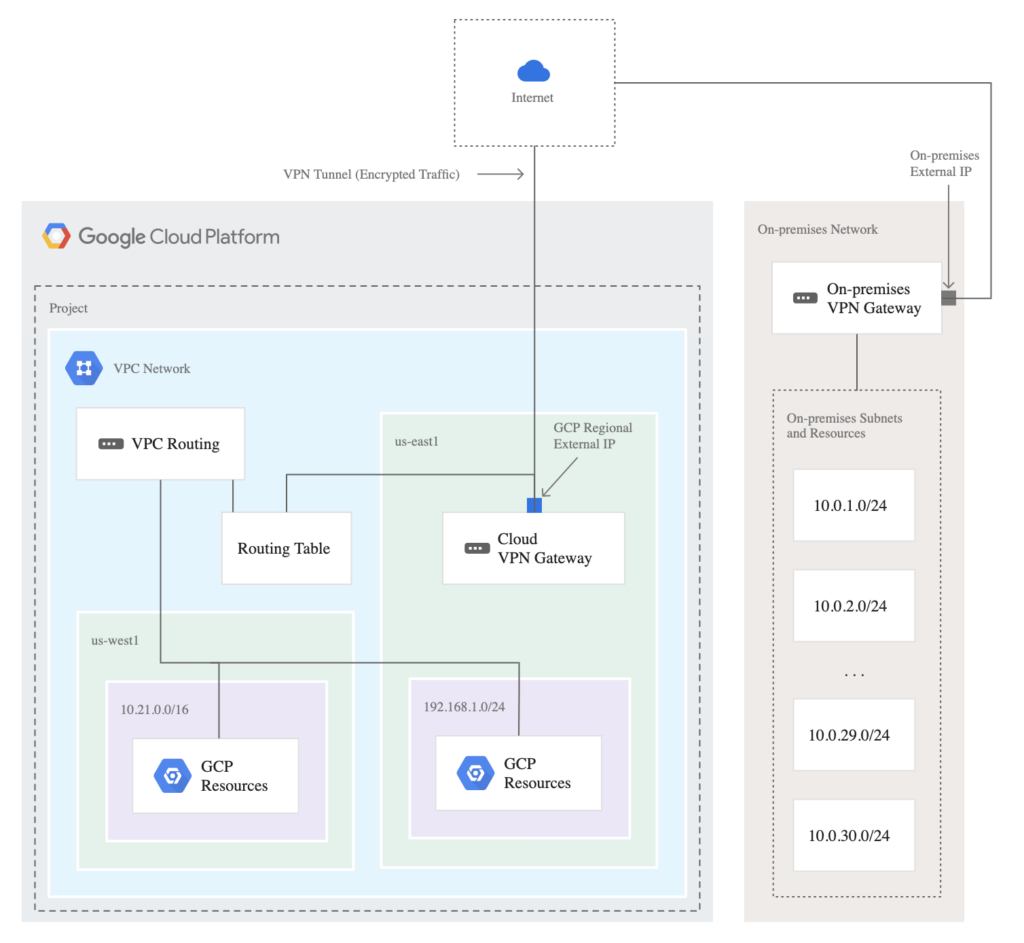 Internet
VPN Tunnel (Encrypted Traffic)
On-premises
External IP
Google Cloud Platform
On-premises Network
On-premises
VPN Gateway
Project
VPC Network
VPC Routing
us-east1
GCP Regional
External IP
On-premises Subnets
and Resources
10.0.1.0/24
Routing Table
Cloud
VPN Gateway
10.0.2.0/24
us-west1
...
10.21.0.0/16
192.168.1.0/24
10.0.29.0/24
GCP
Resources
GCP
Resources
10.0.30.0/24